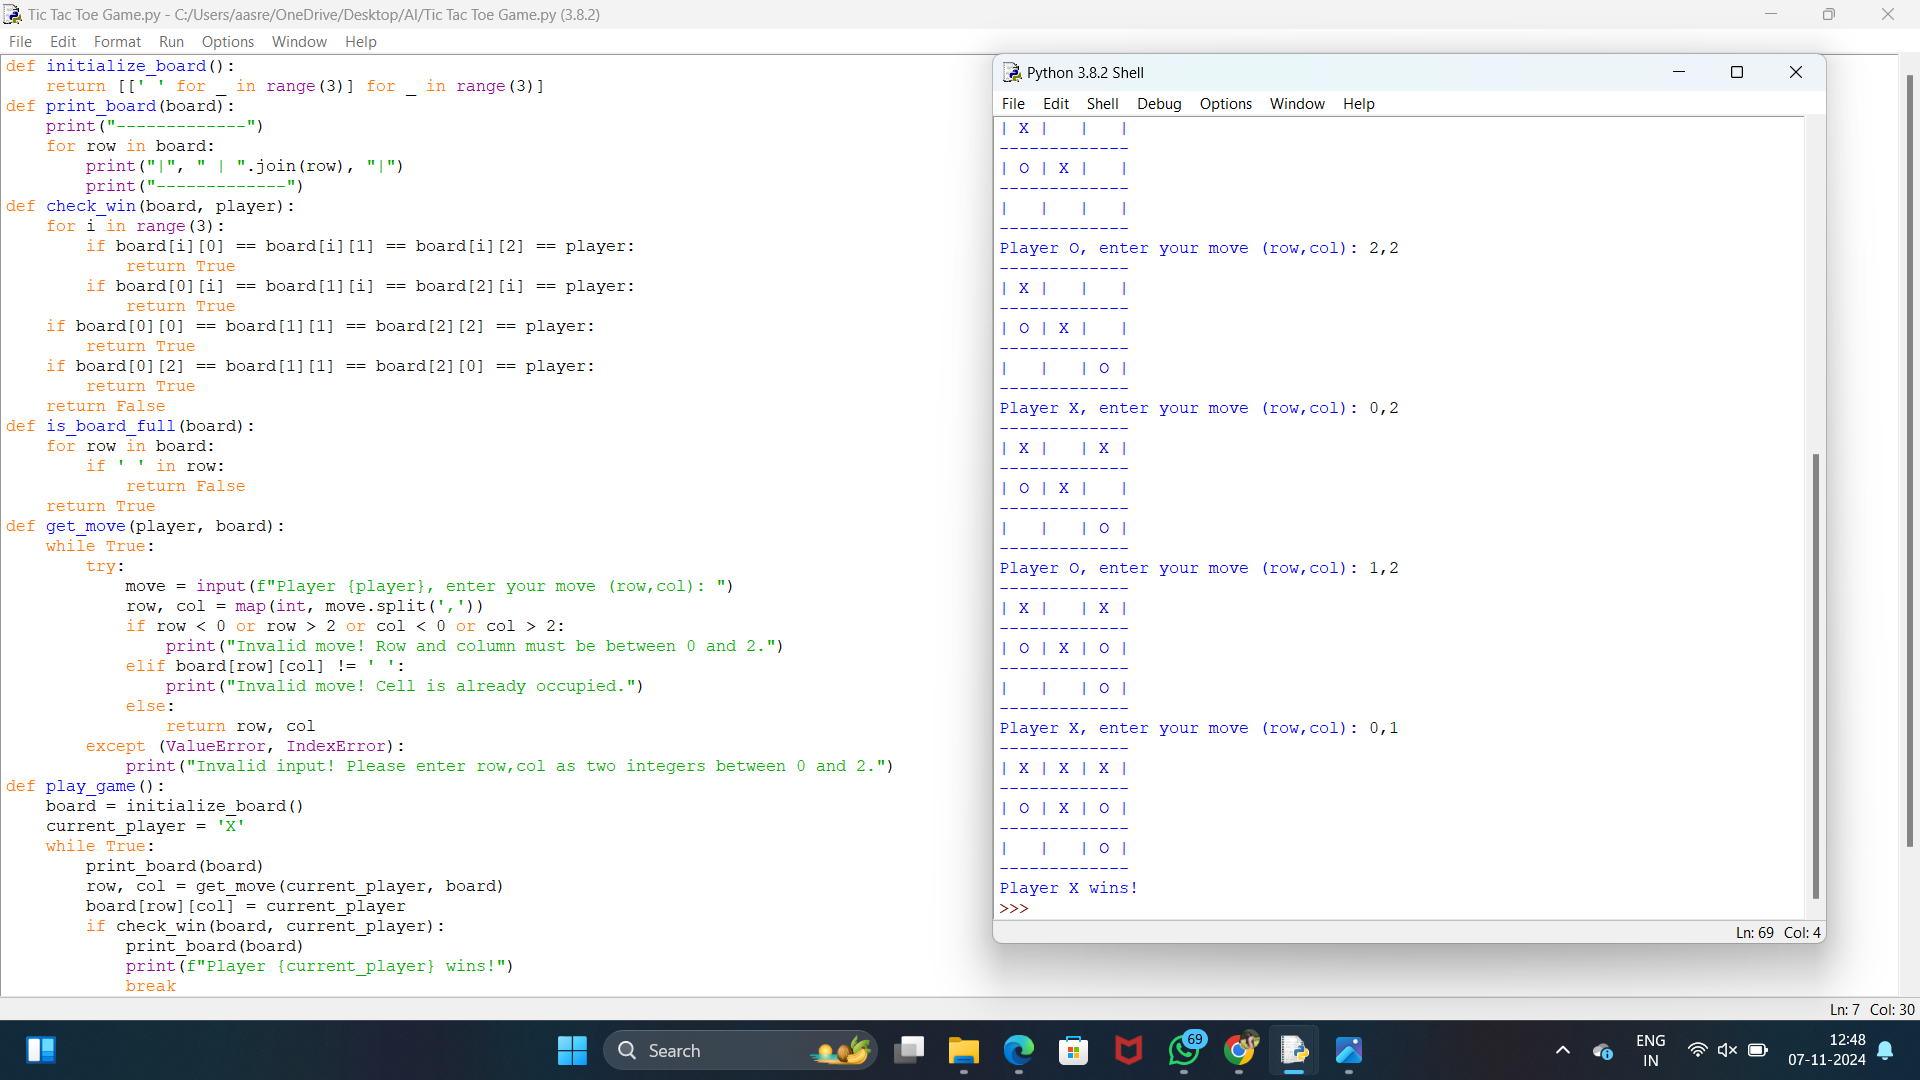 Tic Tac Toe Game.py - C:/Users/aasre/OneDrive/Desktop/AI/Tic Tac Toe Game.py (3.8.2)
File Edit Format Run Options Window Help
def initialize_board():
    return [[' ' for _ in range(3)] for _ in range(3)]
def print_board(board):
    print("-------------")
    for row in board:
        print("|", " | ".join(row), "|")
        print("-------------")
def check_win(board, player):
    for i in range(3):
        if board[i][0] == board[i][1] == board[i][2] == player:
            return True
        if board[0][i] == board[1][i] == board[2][i] == player:
            return True
    if board[0][0] == board[1][1] == board[2][2] == player:
        return True
    if board[0][2] == board[1][1] == board[2][0] == player:
        return True
    return False
def is_board_full(board):
    for row in board:
        if ' ' in row:
            return False
    return True
def get_move(player, board):
    while True:
        try:
            move = input(f"Player {player}, enter your move (row,col): ")
            row, col = map(int, move.split(','))
            if row < 0 or row > 2 or col < 0 or col > 2:
                print("Invalid move! Row and column must be between 0 and 2.")
            elif board[row][col] != ' ':
                print("Invalid move! Cell is already occupied.")
            else:
                return row, col
        except (ValueError, IndexError):
            print("Invalid input! Please enter row,col as two integers between 0 and 2.")
def play_game():
    board = initialize_board()
    current_player = 'X'
    while True:
        print_board(board)
        row, col = get_move(current_player, board)
        board[row][col] = current_player
        if check_win(board, current_player):
            print_board(board)
            print(f"Player {current_player} wins!")
            break
Ln: 7 Col: 30
Python 3.8.2 Shell
File Edit Shell Debug Options Window Help
| X |   |   |
-------------
| O | X |   |
-------------
|   |   |   |
-------------
Player O, enter your move (row,col): 2,2
-------------
| X |   |   |
-------------
| O | X |   |
-------------
|   |   | O |
-------------
Player X, enter your move (row,col): 0,2
-------------
| X |   | X |
-------------
| O | X |   |
-------------
|   |   | O |
-------------
Player O, enter your move (row,col): 1,2
-------------
| X |   | X |
-------------
| O | X | O |
-------------
|   |   | O |
-------------
Player X, enter your move (row,col): 0,1
-------------
| X | X | X |
-------------
| O | X | O |
-------------
|   |   | O |
-------------
Player X wins!
>>>
Ln: 69 Col: 4
Search
69
ENG
IN
12:48
07-11-2024